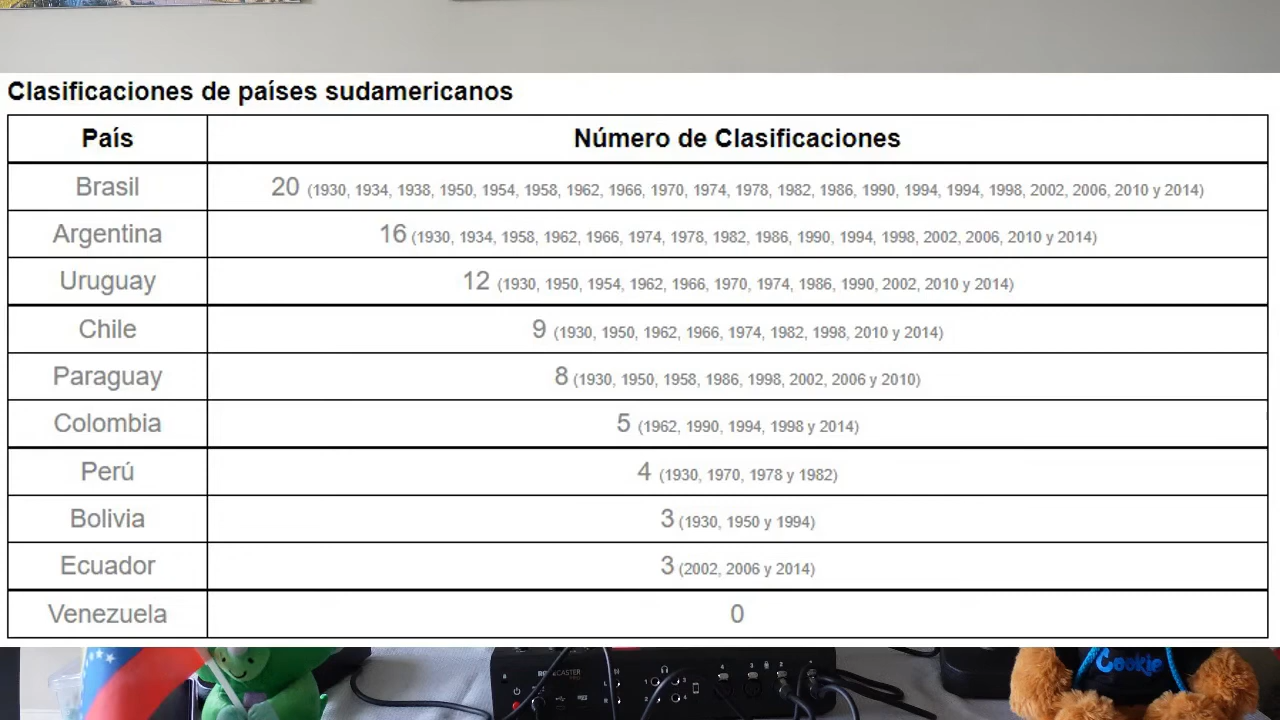 Clasificaciones de países sudamericanos
País Número de Clasificaciones
Brasil 20 (1930, 1934, 1938, 1950, 1954, 1958, 1962, 1966, 1970, 1974, 1978, 1982, 1986, 1990, 1994, 1994, 1998, 2002, 2006, 2010 y 2014)
Argentina 16 (1930, 1934, 1958, 1962, 1966, 1974, 1978, 1982, 1986, 1990, 1994, 1998, 2002, 2006, 2010 y 2014)
Uruguay 12 (1930, 1950, 1954, 1962, 1966, 1970, 1974, 1986, 1990, 2002, 2010 y 2014)
Chile 9 (1930, 1950, 1962, 1966, 1974, 1982, 1998, 2010 y 2014)
Paraguay 8 (1930, 1950, 1958, 1986, 1998, 2002, 2006 y 2010)
Colombia 5 (1962, 1990, 1994, 1998 y 2014)
Perú 4 (1930, 1970, 1978 y 1982)
Bolivia 3 (1930, 1950 y 1994)
Ecuador 3 (2002, 2006 y 2014)
Venezuela 0
Cookie